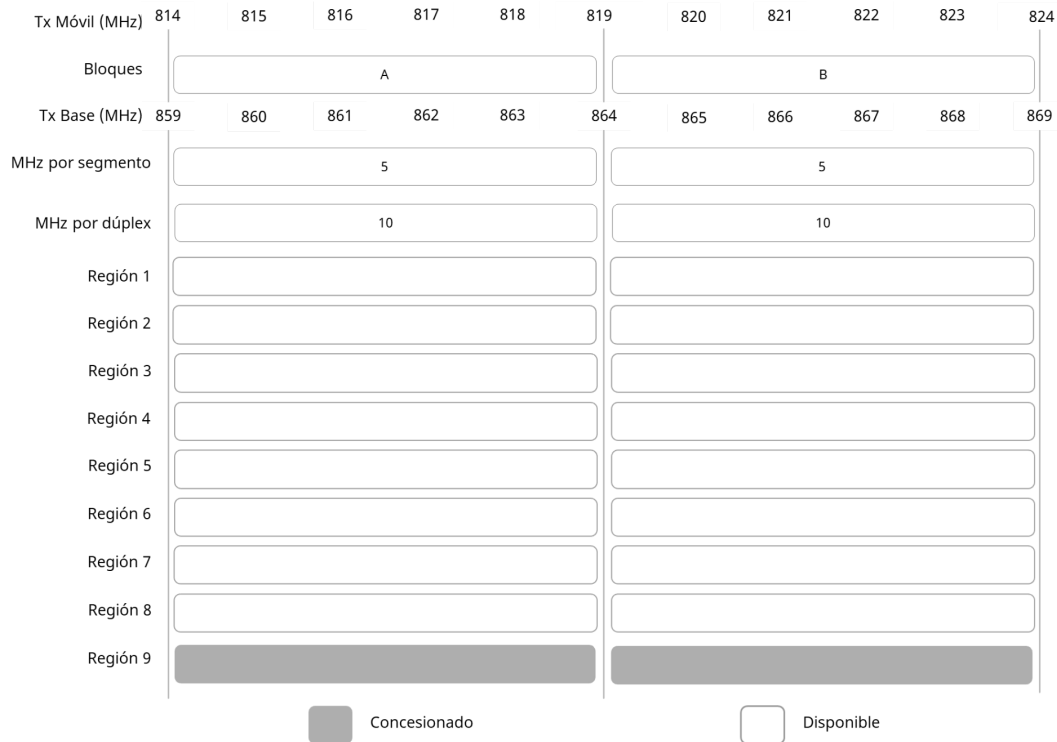 Tx Móvil (MHz) 814 815 816 817 818 819 820 821 822 823 824
Bloques A B
Tx Base (MHz) 859 860 861 862 863 864 865 866 867 868 869
MHz por segmento 5 5
MHz por dúplex 10 10
Región 1
Región 2
Región 3
Región 4
Región 5
Región 6
Región 7
Región 8
Región 9
Concesionado Disponible